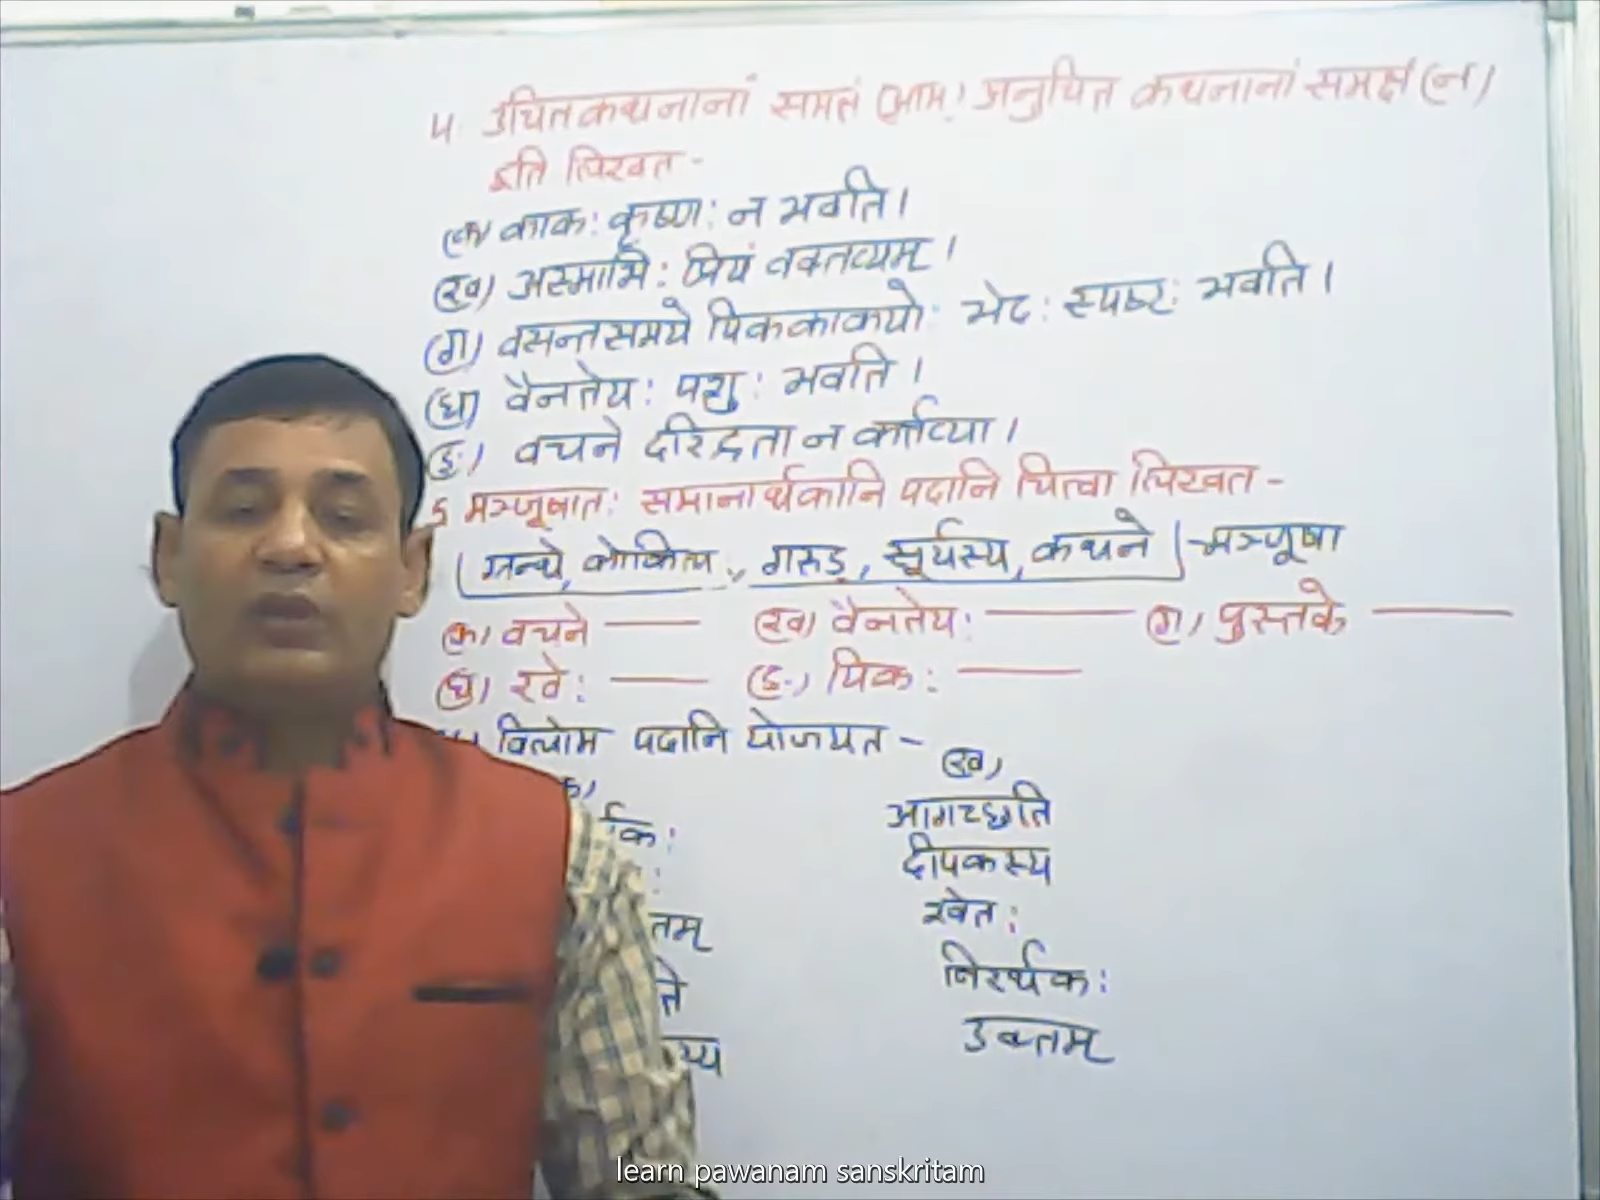 4. उचितकथनानां समक्षं (आम्) अनुचित कथनानां समक्षं (न)
इति लिखत -
(क) काकः कृष्णः न भवति।
(ख) अस्माभिः प्रियं वक्तव्यम्।
(ग) वसन्तसमये पिककाकयोः भेदः स्पष्टः भवति।
(घ) वैनतेयः पशुः भवति।
(ङ) वचने दरिद्रता न कर्तव्या।
5 मञ्जूषातः समानार्थकानि पदानि चित्वा लिखत -
ग्रन्थे, कोकिलः, गरुड, सूर्यस्य, कथने - मञ्जूषा
(क) वचने (ख) वैनतेयः (ग) पुस्तके
(घ) रवेः (ङ) पिकः
विलोम पदानि योजयत -
(ख)
आगच्छति
दीपकस्य
श्वेतः
निरर्थकः
उक्तम्
learn pawanam sanskritam